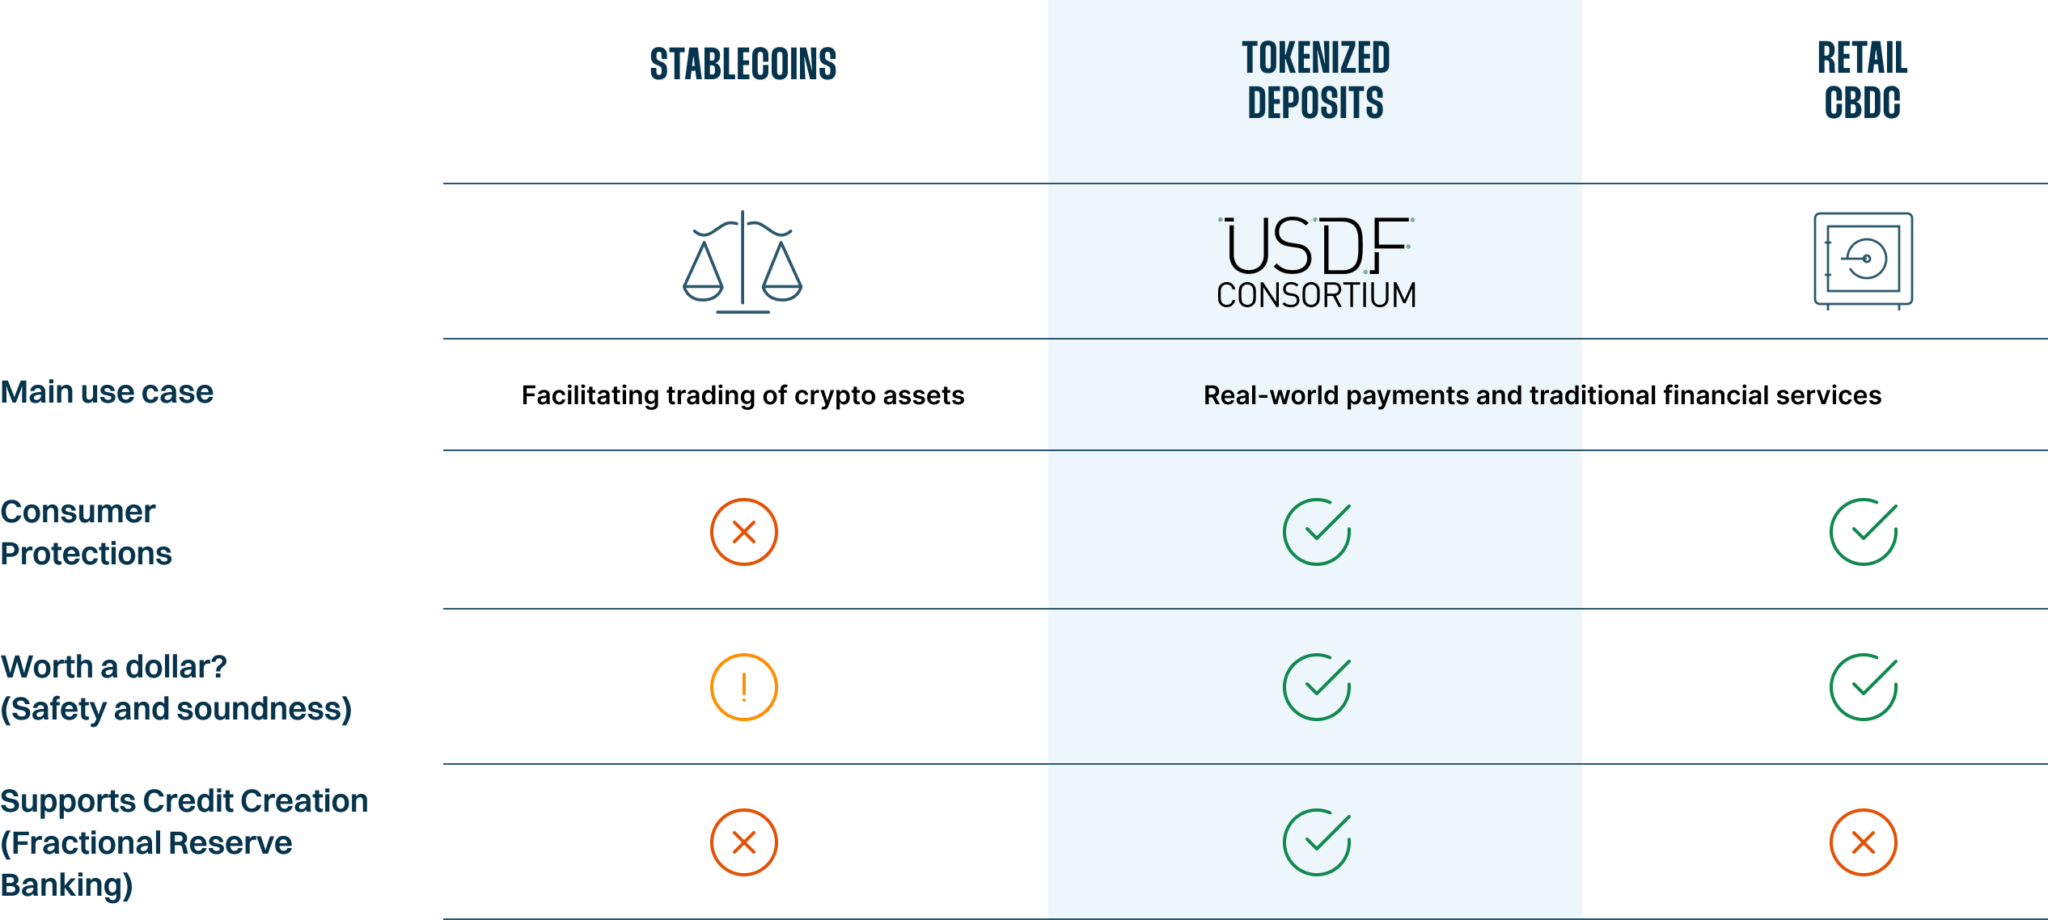 STABLECOINS
TOKENIZED
DEPOSITS
RETAIL
CBDC
USDF
CONSORTIUM
Main use case
Facilitating trading of crypto assets
Real-world payments and traditional financial services
Consumer
Protections
Worth a dollar?
(Safety and soundness)
Supports Credit Creation
(Fractional Reserve
Banking)